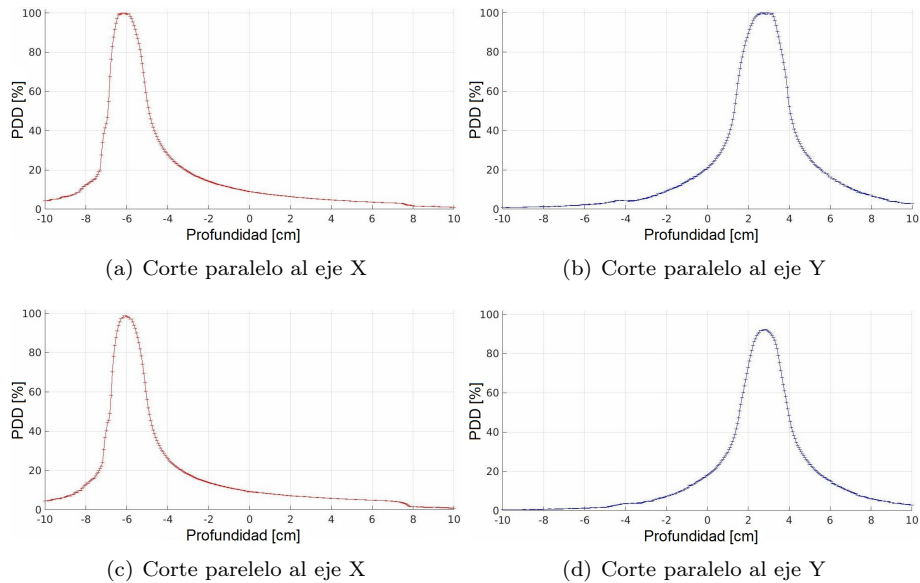 PDD [%]
100
80
60
40
20
0
-10 -8 -6 -4 -2 0 2 4 6 8 10
Profundidad [cm]
(a) Corte paralelo al eje X
PDD [%]
100
80
60
40
20
0
-10 -8 -6 -4 -2 0 2 4 6 8 10
Profundidad [cm]
(b) Corte paralelo al eje Y
PDD [%]
100
80
60
40
20
0
-10 -8 -6 -4 -2 0 2 4 6 8 10
Profundidad [cm]
(c) Corte parelelo al eje X
PDD [%]
100
80
60
40
20
0
-10 -8 -6 -4 -2 0 2 4 6 8 10
Profundidad [cm]
(d) Corte paralelo al eje Y